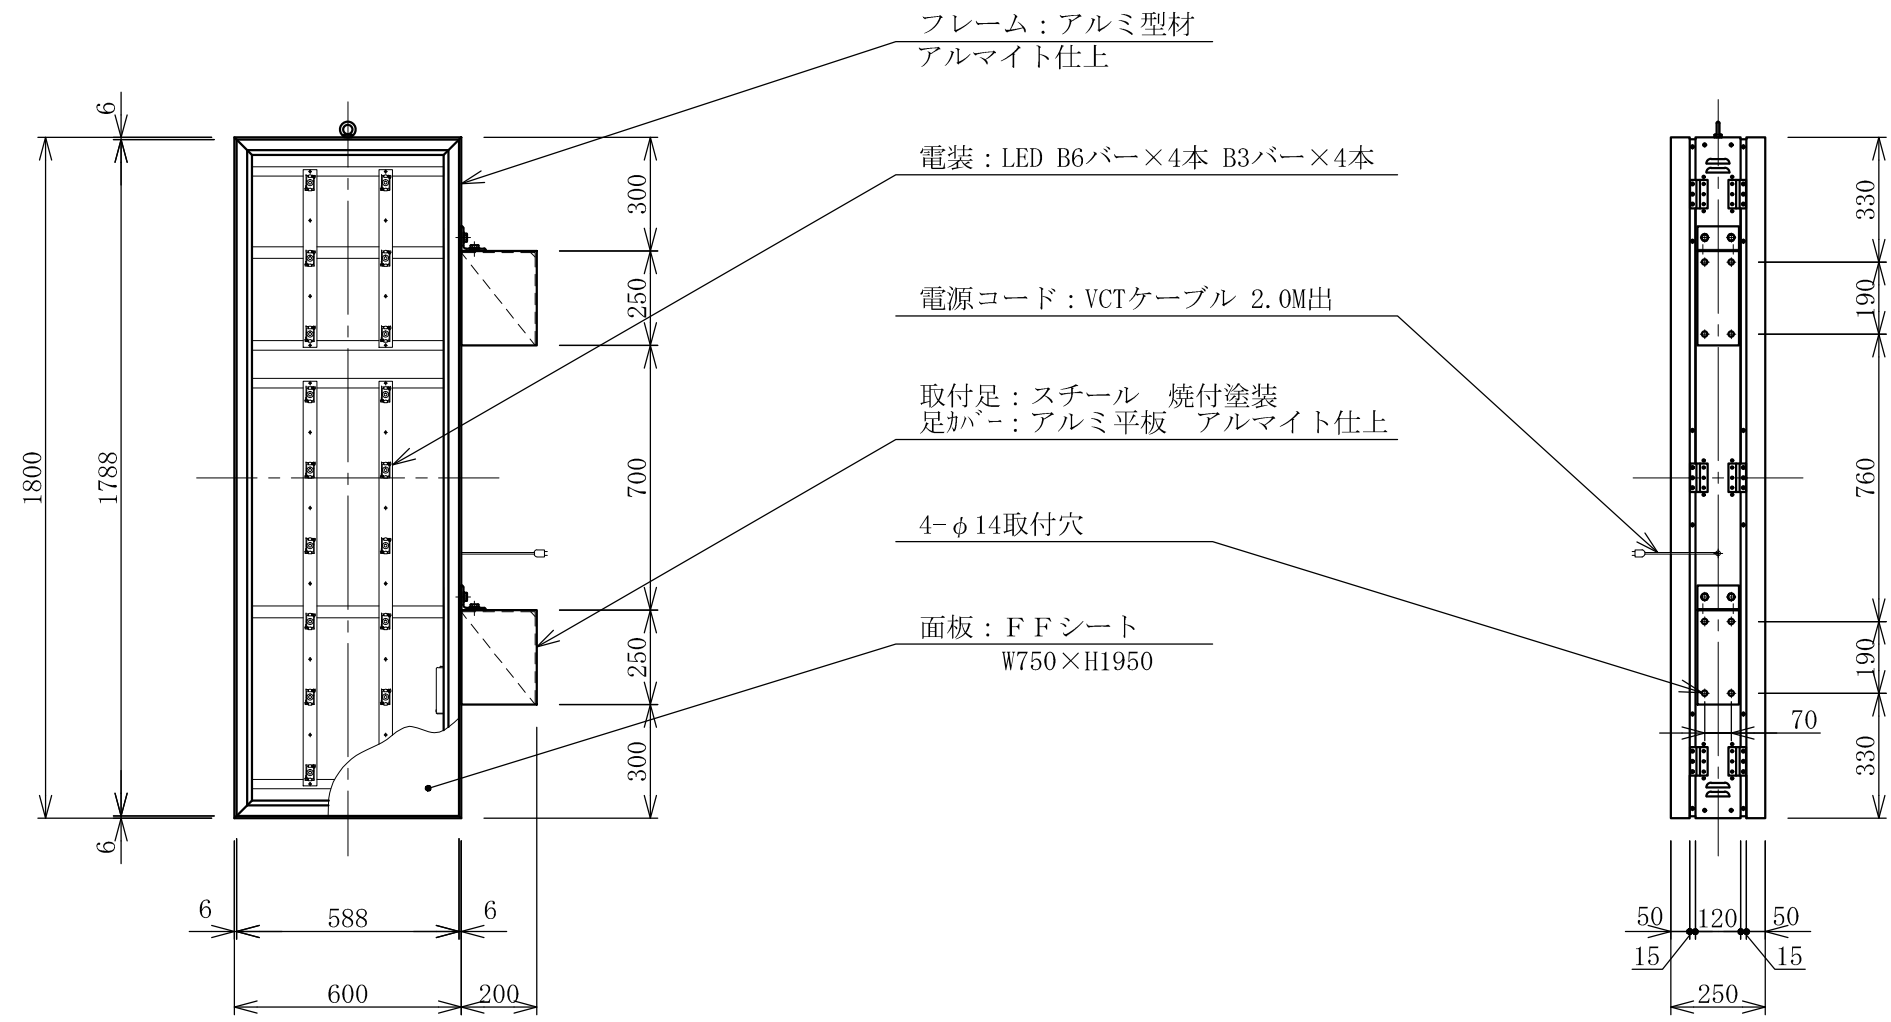 フレーム：アルミ型材
アルマイト仕上
電装：LED B6バー×4本 B3バー×4本
電源コード：VCTケーブル 2.0M出
取付足：スチール　焼付塗装
足ｶﾊﾞｰ：アルミ平板　アルマイト仕上
4-φ14取付穴
面板：ＦＦシート
W750×H1950
6
1800
1788
6
300
250
700
250
300
6
588
6
600
200
330
190
760
190
70
330
50
120
50
15
15
250